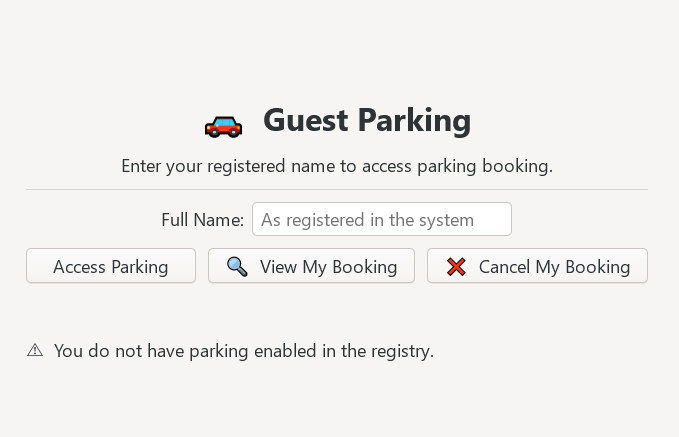 Guest Parking
Enter your registered name to access parking booking.
Full Name: As registered in the system
Access Parking View My Booking Cancel My Booking
⚠ You do not have parking enabled in the registry.